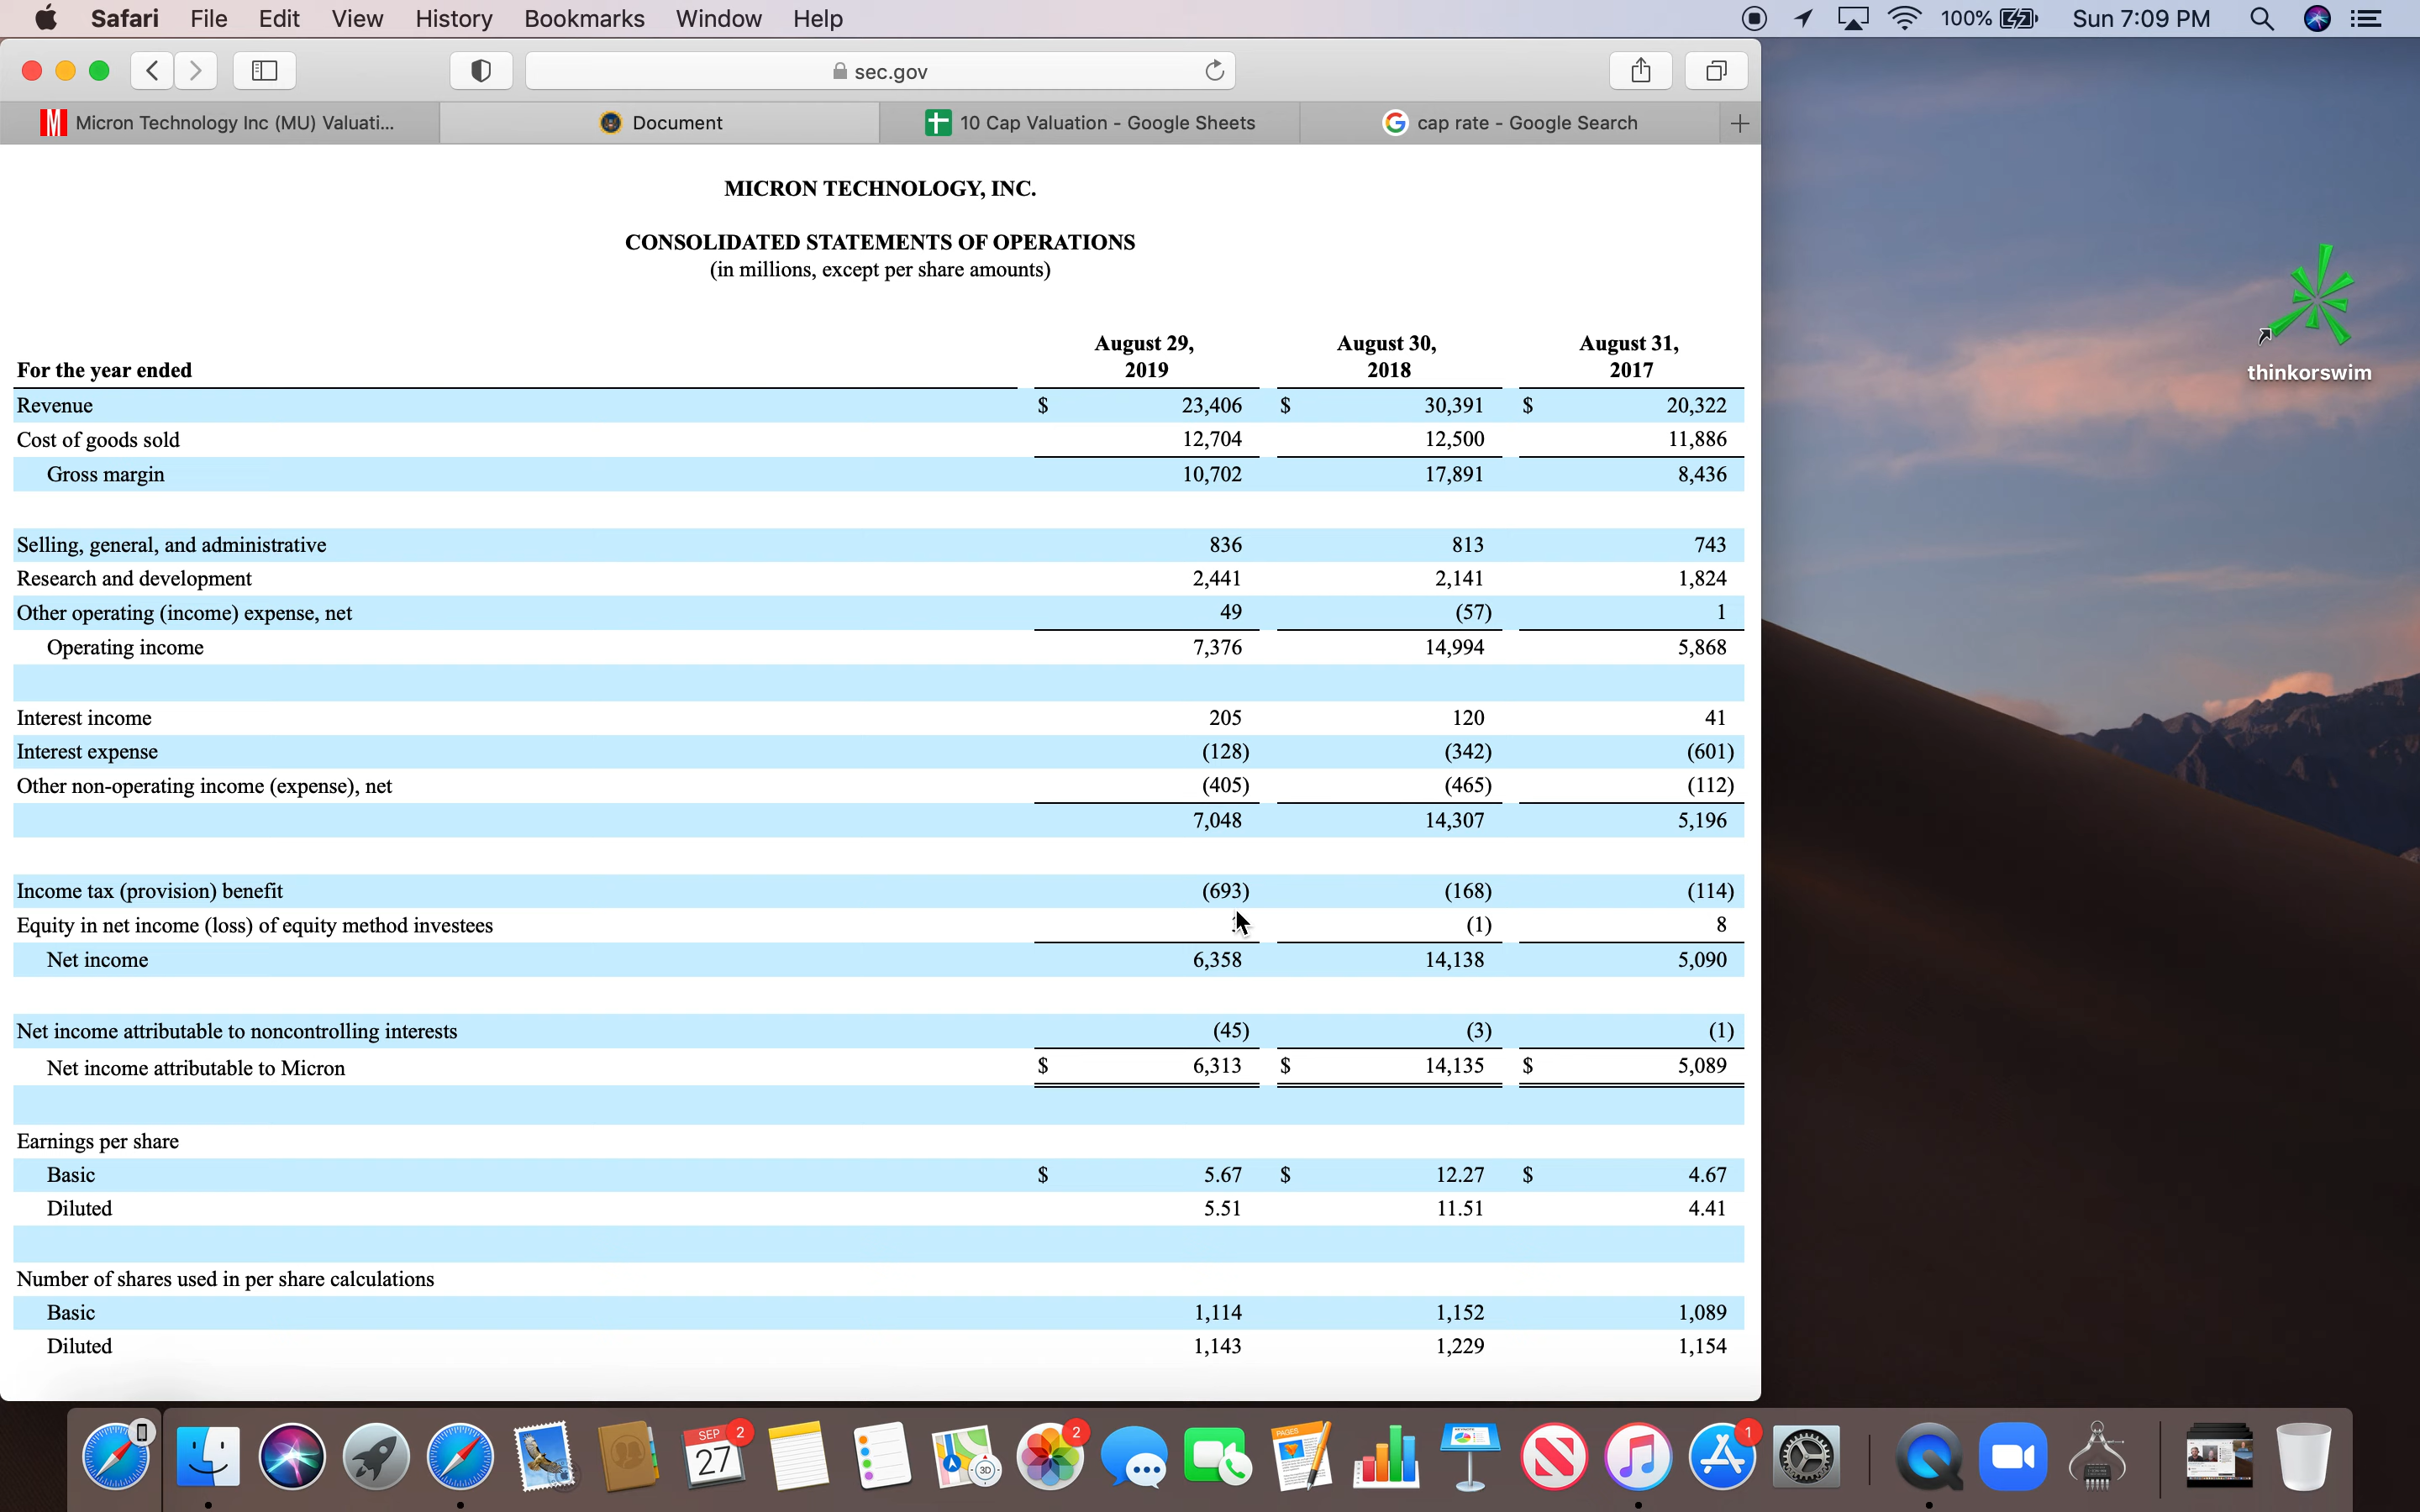 Safari File Edit View History Bookmarks Window Help 100% Sun 7:09 PM
sec.gov
Micron Technology Inc (MU) Valuati... Document 10 Cap Valuation - Google Sheets cap rate - Google Search
MICRON TECHNOLOGY, INC.
CONSOLIDATED STATEMENTS OF OPERATIONS
(in millions, except per share amounts)
For the year ended August 29, 2019 August 30, 2018 August 31, 2017
Revenue $ 23,406 $ 30,391 $ 20,322
Cost of goods sold 12,704 12,500 11,886
Gross margin 10,702 17,891 8,436
Selling, general, and administrative 836 813 743
Research and development 2,441 2,141 1,824
Other operating (income) expense, net 49 (57) 1
Operating income 7,376 14,994 5,868
Interest income 205 120 41
Interest expense (128) (342) (601)
Other non-operating income (expense), net (405) (465) (112)
7,048 14,307 5,196
Income tax (provision) benefit (693) (168) (114)
Equity in net income (loss) of equity method investees (1) 8
Net income 6,358 14,138 5,090
Net income attributable to noncontrolling interests (45) (3) (1)
Net income attributable to Micron $ 6,313 $ 14,135 $ 5,089
Earnings per share
Basic $ 5.67 $ 12.27 $ 4.67
Diluted 5.51 11.51 4.41
Number of shares used in per share calculations
Basic 1,114 1,152 1,089
Diluted 1,143 1,229 1,154
thinkorswim
SEP 27 2
3D
2
PAGES
1